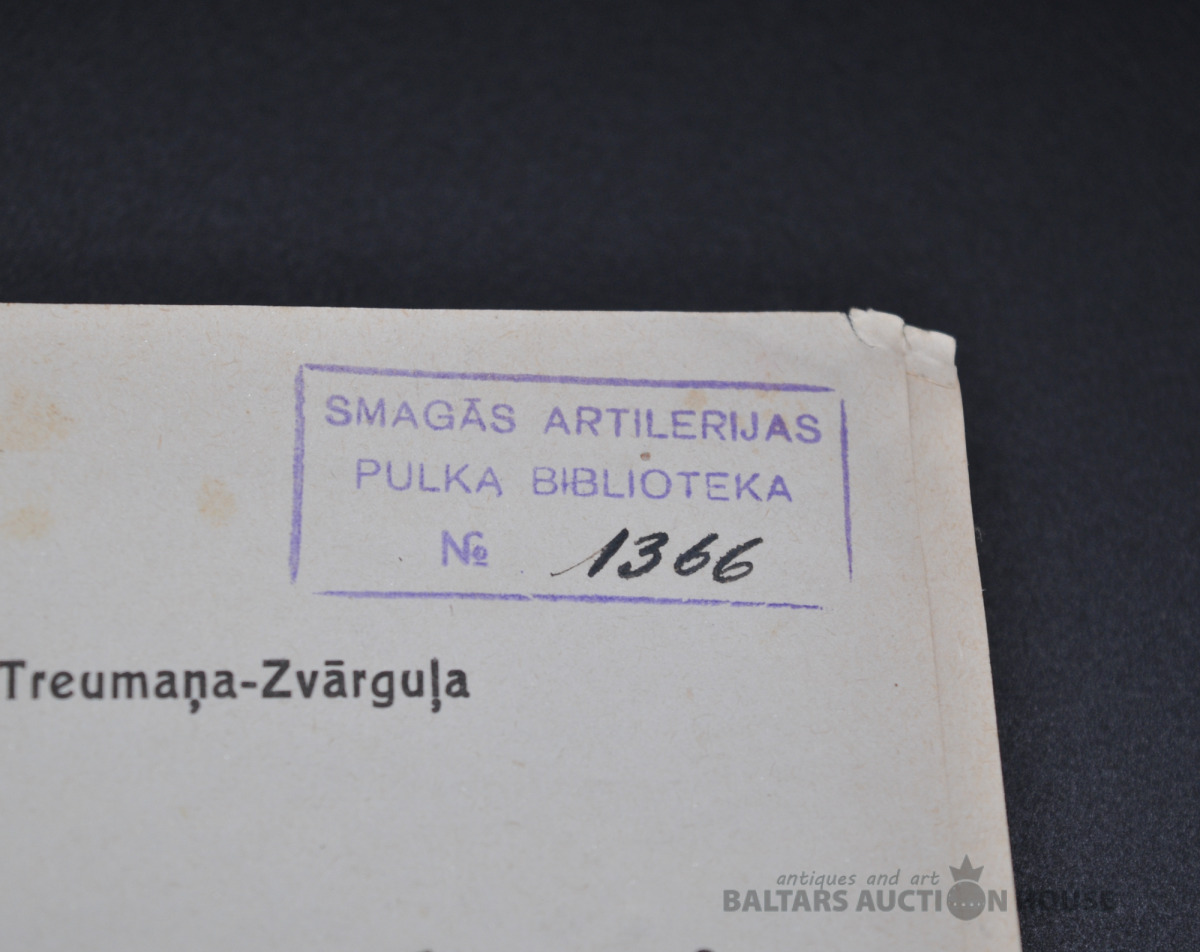 SMAGĀS ARTILERIJAS
PULKA BIBLIOTEKA
№ 1366
Treumaņa-Zvārguļa
antiques and art
BALTARS AUCTION HOUSE